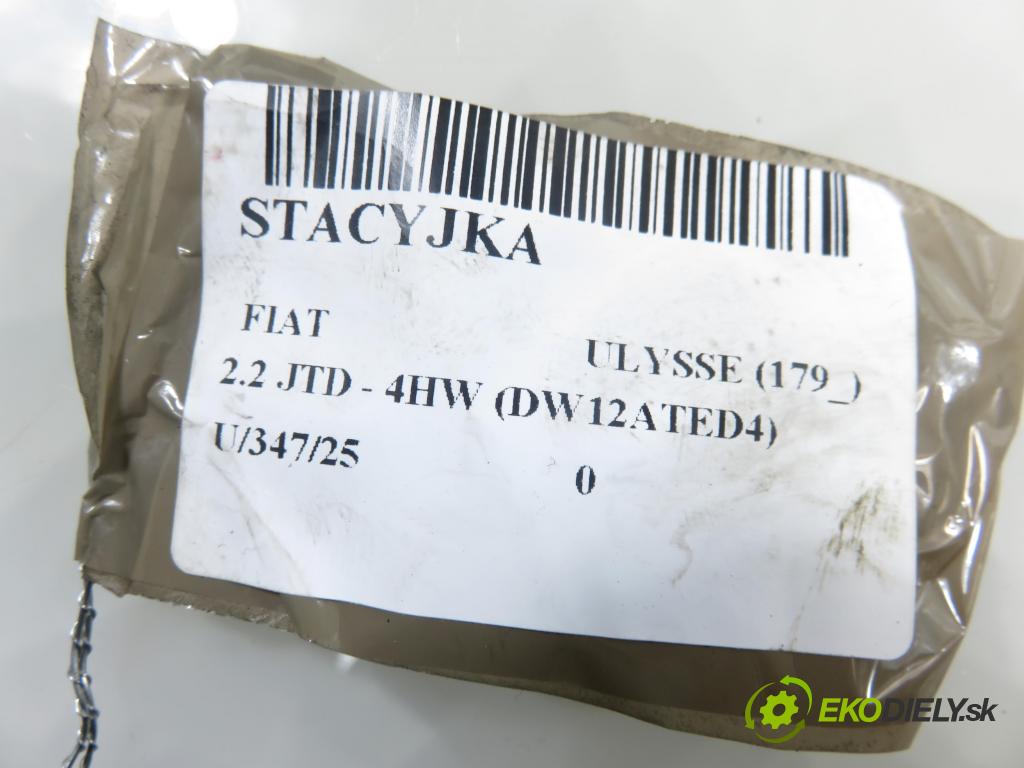 STACYJKA
FIAT ULYSSE (179_)
2.2 JTD - 4HW (DW12ATED4)
U/347/25 0
EKODIELY.sk